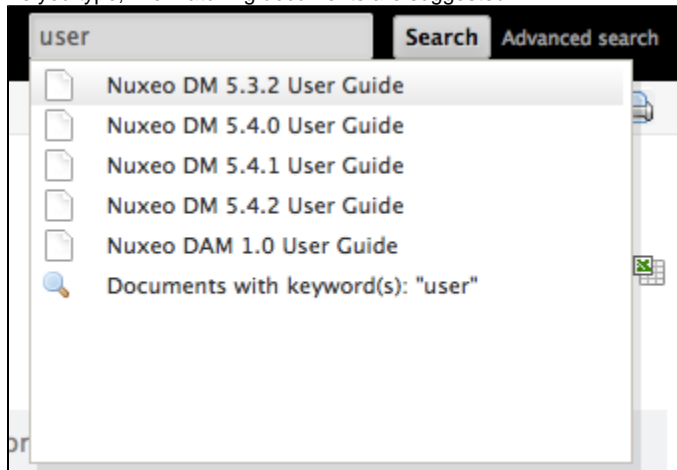 user
Search
Advanced search
Nuxeo DM 5.3.2 User Guide
Nuxeo DM 5.4.0 User Guide
Nuxeo DM 5.4.1 User Guide
Nuxeo DM 5.4.2 User Guide
Nuxeo DAM 1.0 User Guide
Documents with keyword(s): "user"
or